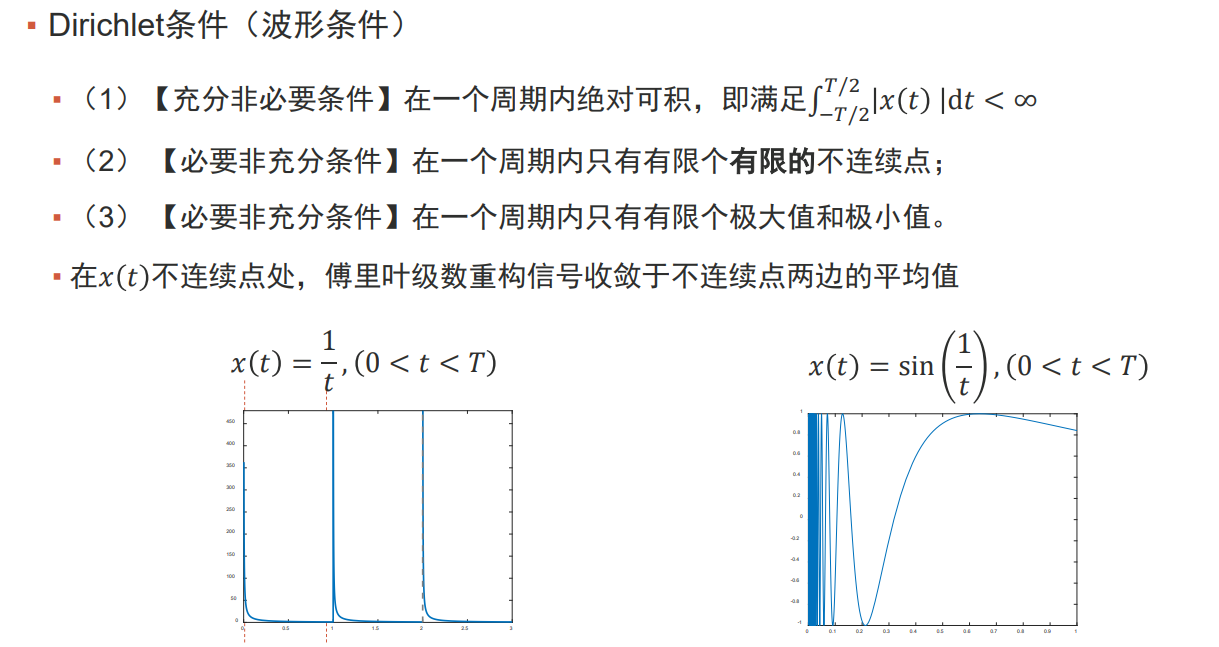 ▪ Dirichlet条件（波形条件）
▪ （1）【充分非必要条件】在一个周期内绝对可积，即满足∫_{−T/2}^{T/2}|x(t) |dt < ∞
▪ （2） 【必要非充分条件】在一个周期内只有有限个有限的不连续点；
▪ （3） 【必要非充分条件】在一个周期内只有有限个极大值和极小值。
▪ 在x(t)不连续点处，傅里叶级数重构信号收敛于不连续点两边的平均值
x(t) = 1/t , (0 < t < T)
450
400
350
300
250
200
150
100
50
0
0 0.5 1 1.5 2 2.5 3
x(t) = sin(1/t) , (0 < t < T)
1
0.8
0.6
0.4
0.2
0
-0.2
-0.4
-0.6
-0.8
-1
0 0.1 0.2 0.3 0.4 0.5 0.6 0.7 0.8 0.9 1